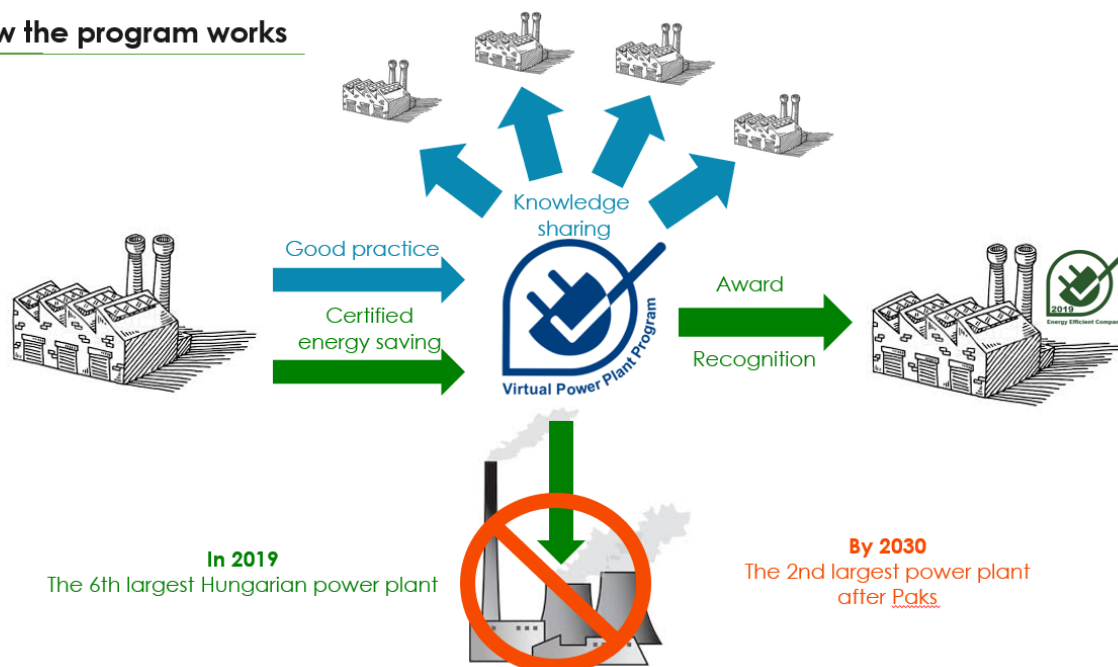 w the program works
Knowledge
sharing
Good practice
Certified
energy saving
Virtual Power Plant Program
Award
Recognition
2019
Energy Efficient Compan
In 2019
The 6th largest Hungarian power plant
By 2030
The 2nd largest power plant
after Paks